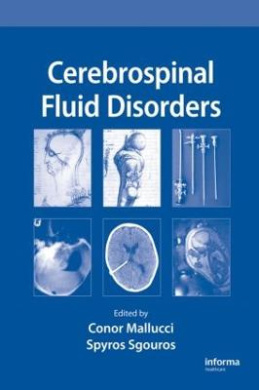 Cerebrospinal
Fluid Disorders
Edited by
Conor Mallucci
Spyros Sgouros
informa
healthcare